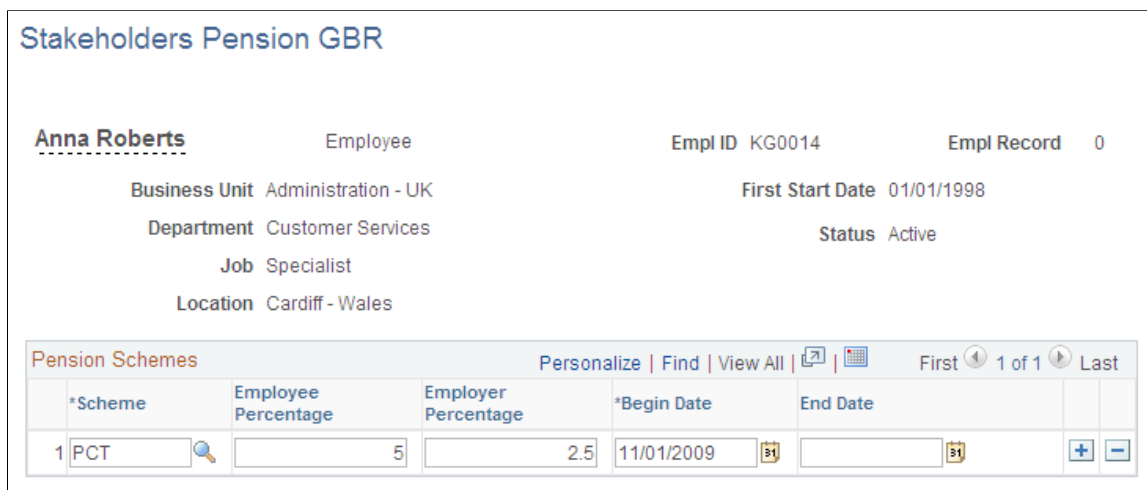 Stakeholders Pension GBR
Anna Roberts Employee Empl ID KG0014 Empl Record 0
Business Unit Administration - UK First Start Date 01/01/1998
Department Customer Services Status Active
Job Specialist
Location Cardiff - Wales
Pension Schemes Personalize | Find | View All | | First 1 of 1 Last
*Scheme Employee Percentage Employer Percentage *Begin Date End Date
1 PCT 5 2.5 11/01/2009 31 31 + −